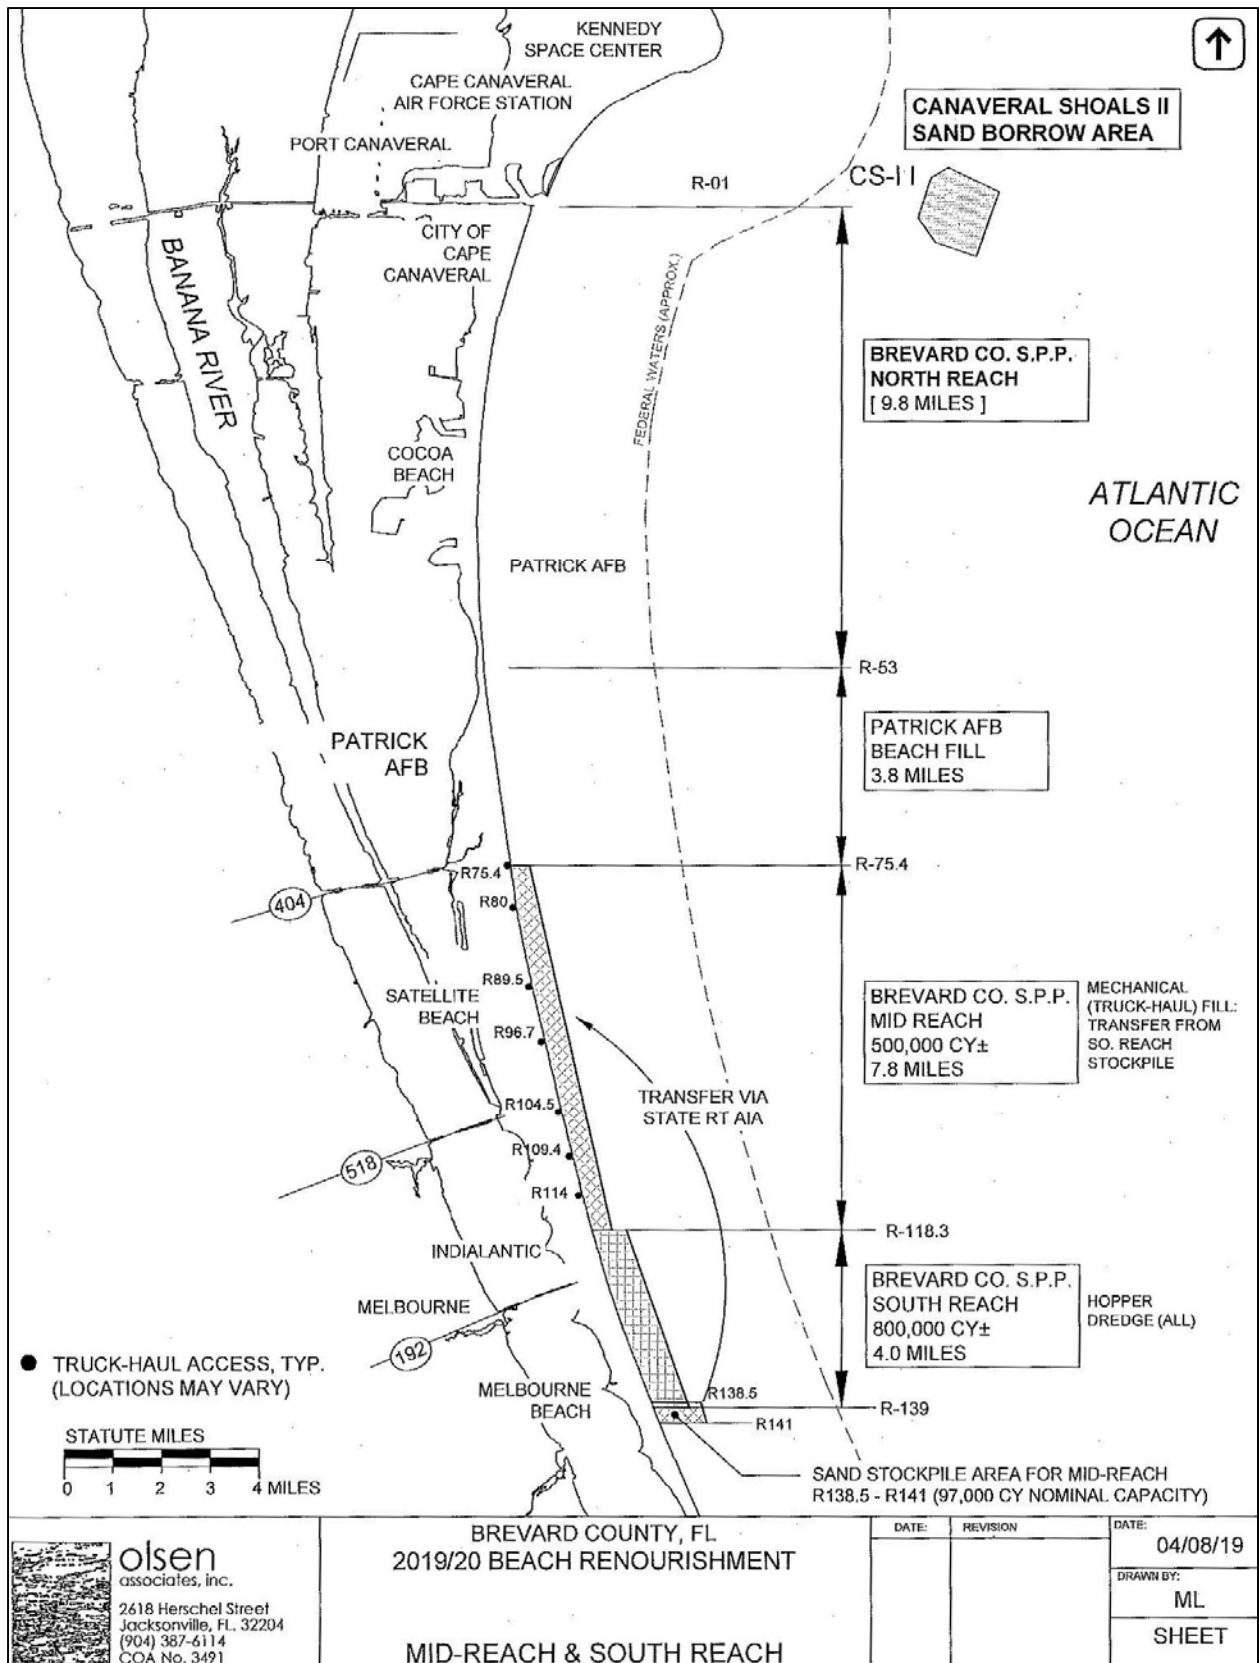 KENNEDY
SPACE CENTER
CAPE CANAVERAL
AIR FORCE STATION
PORT CANAVERAL
CANAVERAL SHOALS II
SAND BORROW AREA
CS-II
R-01
CITY OF
CAPE
CANAVERAL
BANANA RIVER
FEDERAL WATERS (APPROX.)
BREVARD CO. S.P.P.
NORTH REACH
[ 9.8 MILES ]
COCOA
BEACH
ATLANTIC
OCEAN
PATRICK AFB
R-53
PATRICK
AFB
PATRICK AFB
BEACH FILL
3.8 MILES
R75.4
R-75.4
404
R80
R89.5
SATELLITE
BEACH
R96.7
BREVARD CO. S.P.P.
MID REACH
500,000 CY±
7.8 MILES
MECHANICAL
(TRUCK-HAUL) FILL:
TRANSFER FROM
SO. REACH
STOCKPILE
TRANSFER VIA
STATE RT AIA
R104.5
R109.4
518
R114
R-118.3
INDIALANTIC
BREVARD CO. S.P.P.
SOUTH REACH
800,000 CY±
4.0 MILES
HOPPER
DREDGE (ALL)
MELBOURNE
192
TRUCK-HAUL ACCESS, TYP.
(LOCATIONS MAY VARY)
MELBOURNE
BEACH
R138.5
R-139
R141
STATUTE MILES
0 1 2 3 4 MILES
SAND STOCKPILE AREA FOR MID-REACH
R138.5 - R141 (97,000 CY NOMINAL CAPACITY)
olsen
associates, inc.
2618 Herschel Street
Jacksonville, FL. 32204
(904) 387-6114
COA No. 3491
BREVARD COUNTY, FL
2019/20 BEACH RENOURISHMENT
MID-REACH & SOUTH REACH
DATE: REVISION
DATE:
04/08/19
DRAWN BY:
ML
SHEET